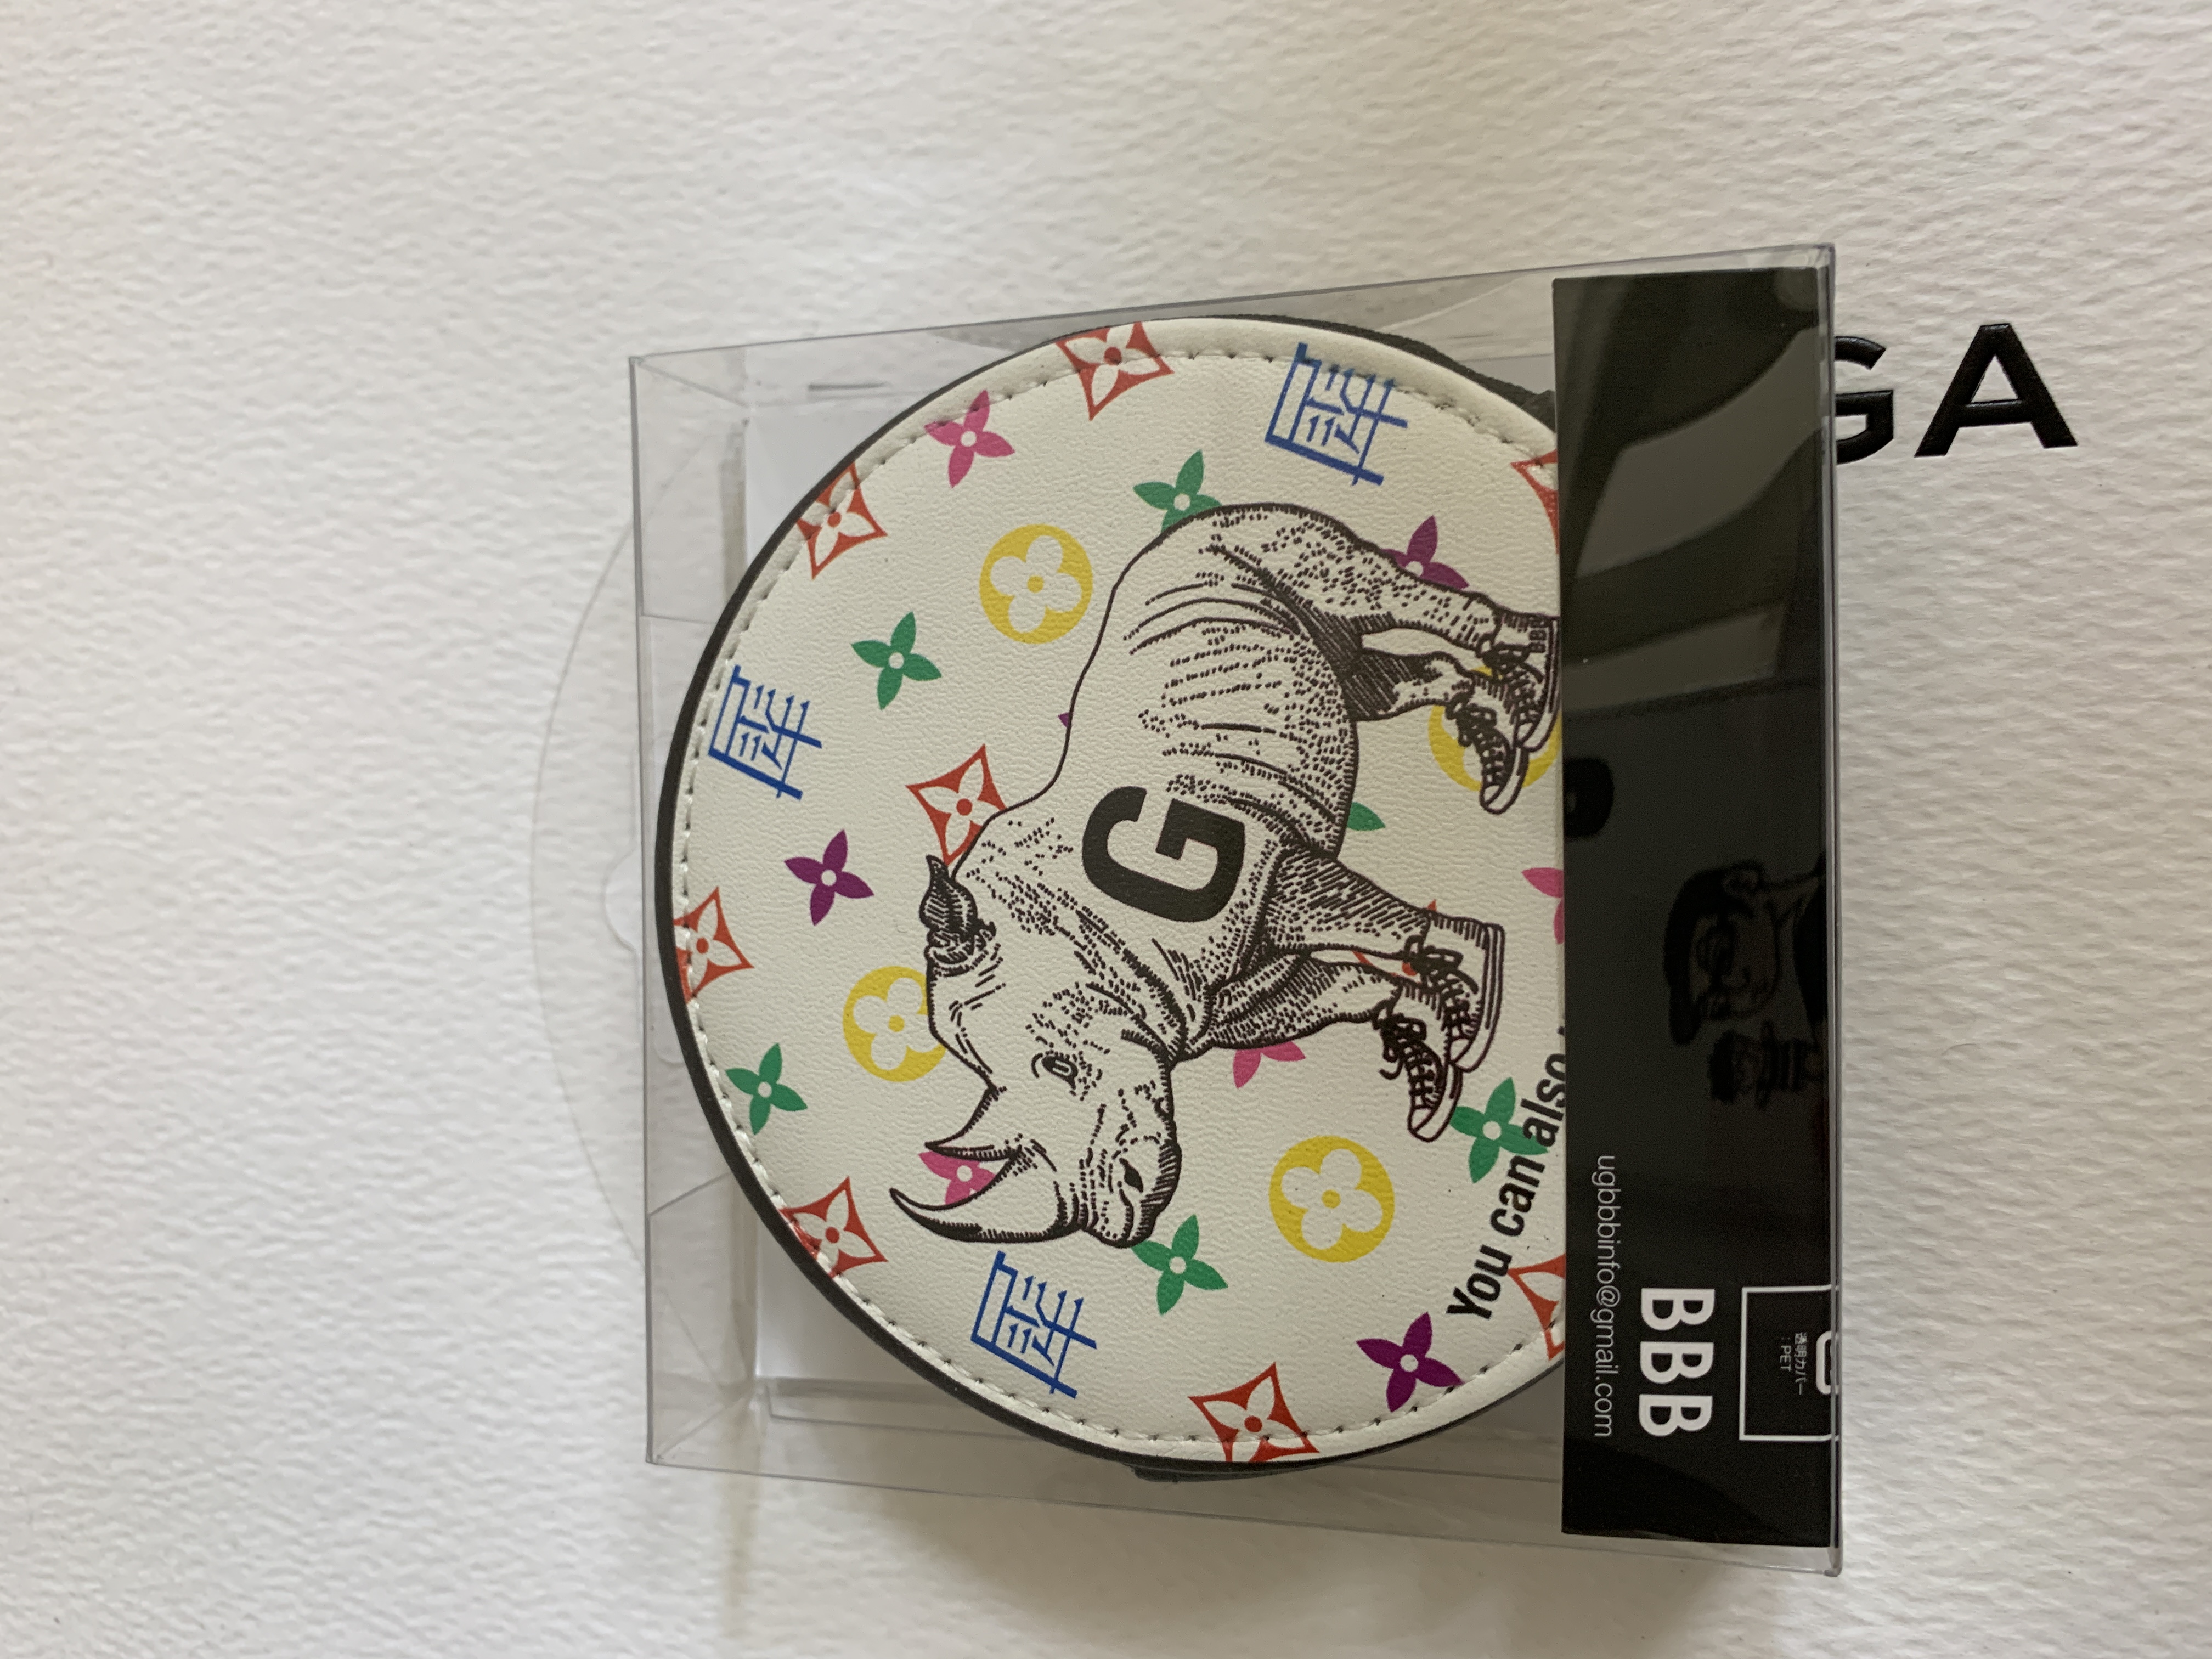 犀
犀
犀
G
You can also
ugbbbinfo@gmail.com
BBB
透明カバー
: PET
GA